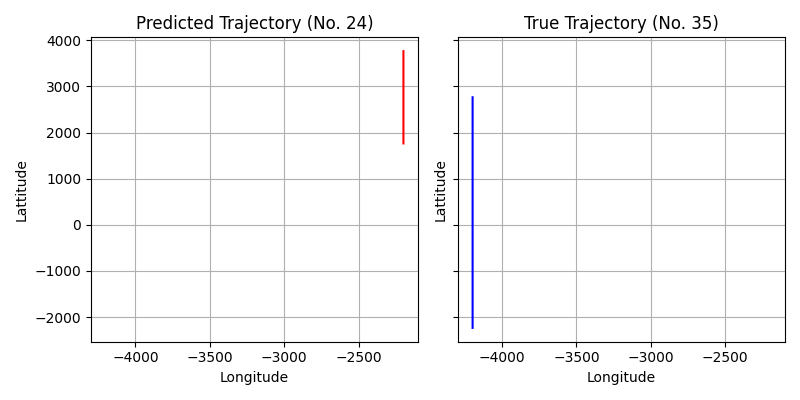 Predicted Trajectory (No. 24)
True Trajectory (No. 35)
4000
3000
2000
1000
0
−1000
−2000
Lattitude
Lattitude
−4000 −3500 −3000 −2500
−4000 −3500 −3000 −2500
Longitude
Longitude